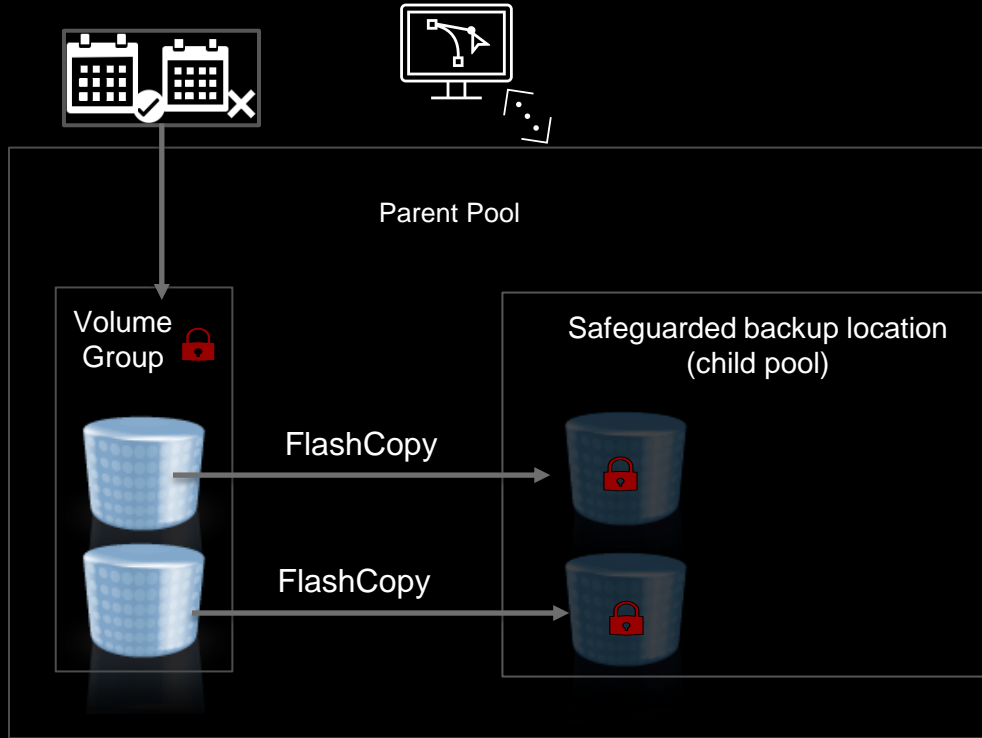 Parent Pool
Volume
Group
Safeguarded backup location
(child pool)
FlashCopy
FlashCopy